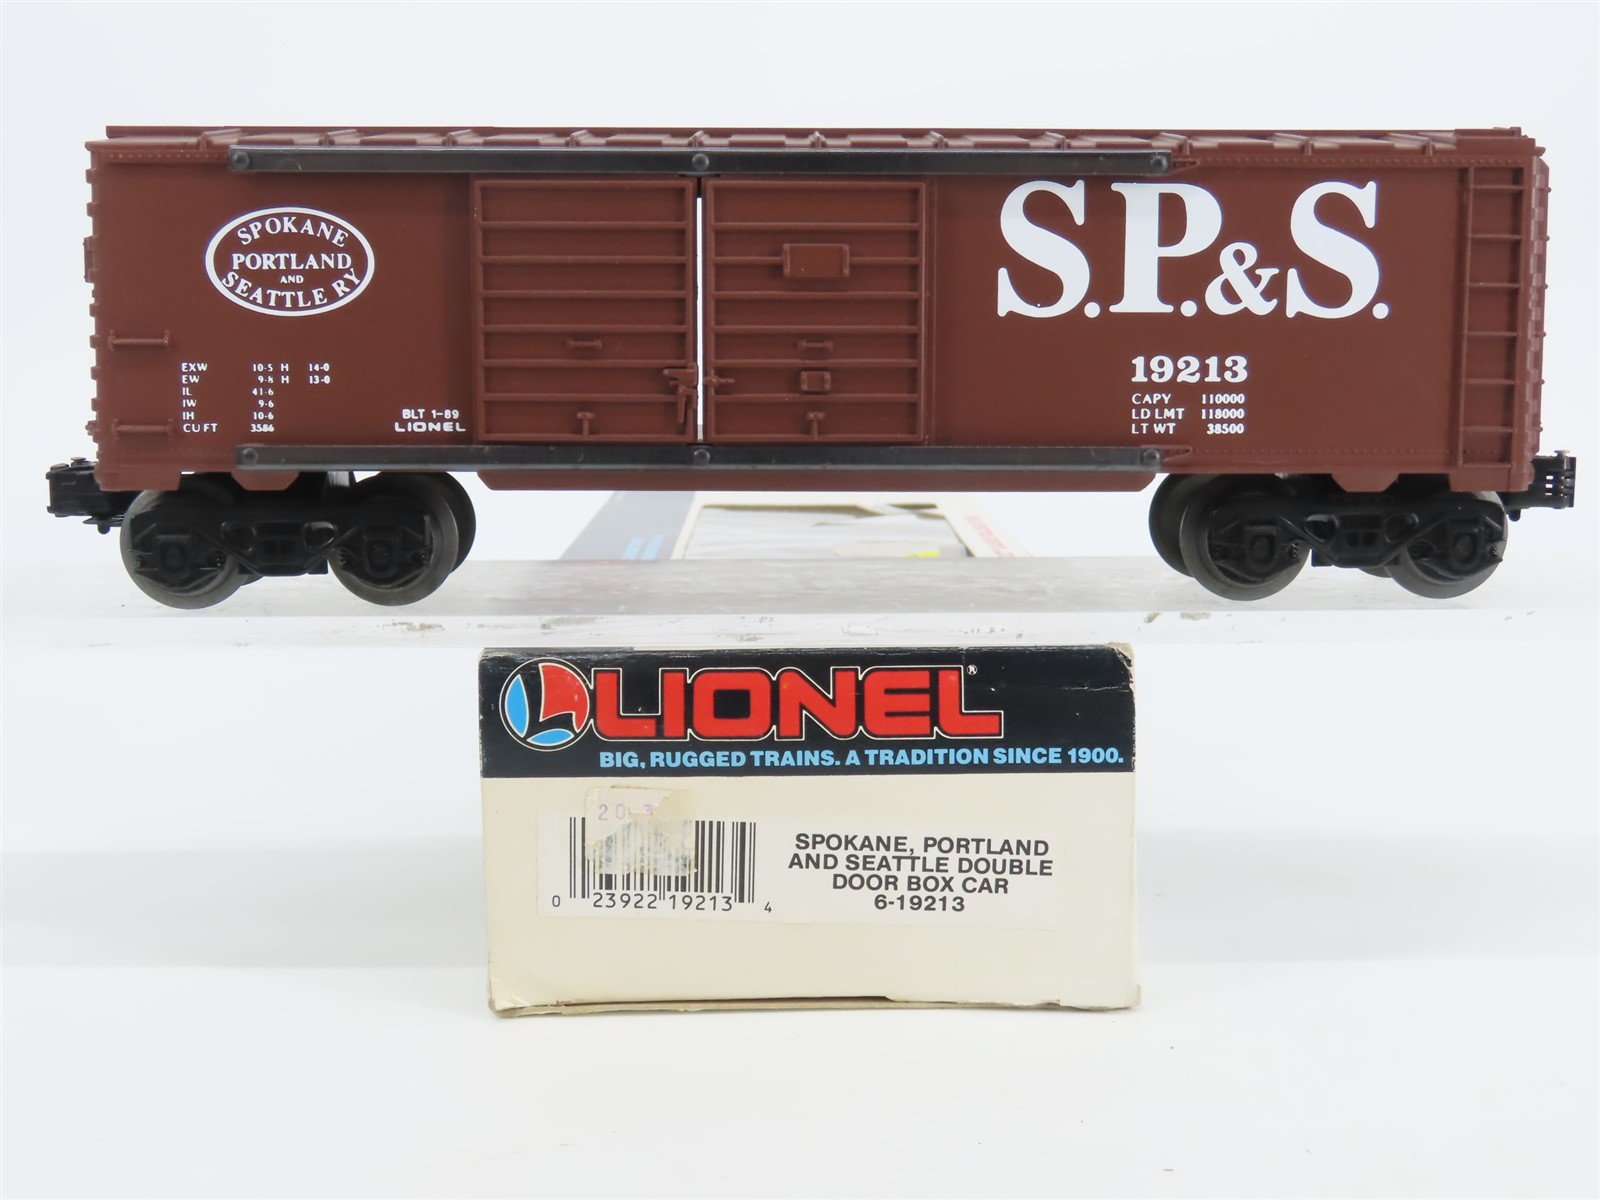 SPOKANE
PORTLAND
AND
SEATTLE RY
S.P.&S.
19213
CAPY 110000
LD LMT 118000
LT WT 38500
EXW 10-5 H 14-0
EW 9-8 H 13-0
IL 41-6
IW 9-6
IH 10-6
CU FT 3586
BLT 1-89
LIONEL
LIONEL®
BIG, RUGGED TRAINS. A TRADITION SINCE 1900.
0 23922 19213 4
SPOKANE, PORTLAND
AND SEATTLE DOUBLE
DOOR BOX CAR
6-19213